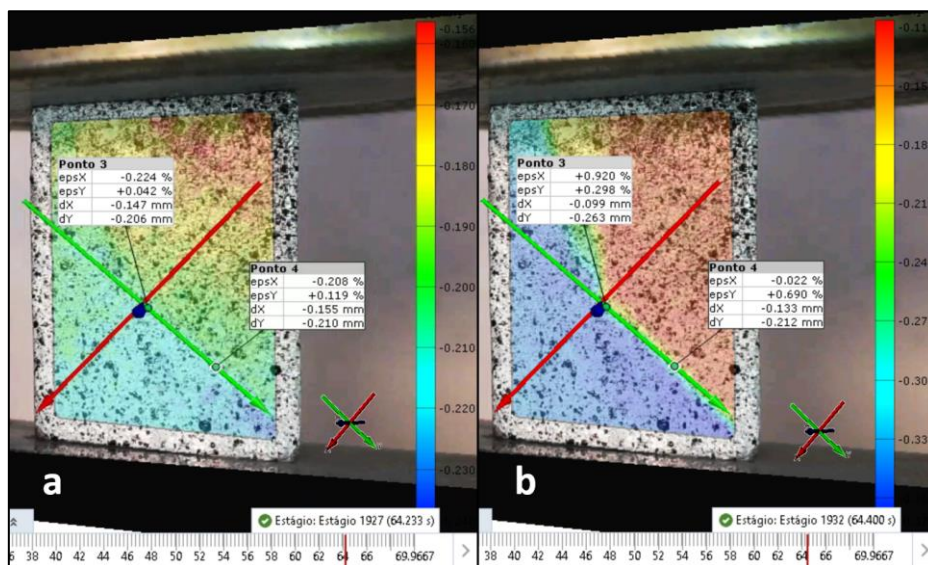 Ponto 3
epsX -0.224 %
epsY +0.042 %
dX -0.147 mm
dY -0.206 mm
Ponto 4
epsX -0.208 %
epsY +0.119 %
dX -0.155 mm
dY -0.210 mm
-0.156
-0.170
-0.180
-0.190
-0.200
-0.210
-0.220
-0.230
a
Estágio: Estágio 1927 (64.233 s)
38 40 42 44 46 48 50 52 54 56 58 60 62 64 66 69.9667
Ponto 3
epsX +0.920 %
epsY +0.298 %
dX -0.099 mm
dY -0.263 mm
Ponto 4
epsX -0.022 %
epsY +0.690 %
dX -0.133 mm
dY -0.212 mm
-0.11
-0.15
-0.18
-0.21
-0.24
-0.27
-0.30
-0.33
b
Estágio: Estágio 1932 (64.400 s)
38 40 42 44 46 48 50 52 54 56 58 60 62 64 66 69.9667